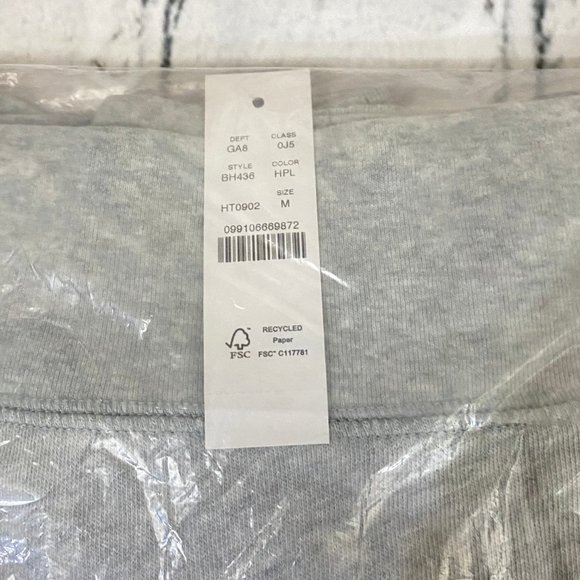 DEPT CLASS
GA8 0J5
STYLE COLOR
BH436 HPL
SIZE
HT0902 M
099106669872
RECYCLED
Paper
FSC™ C117781
FSC